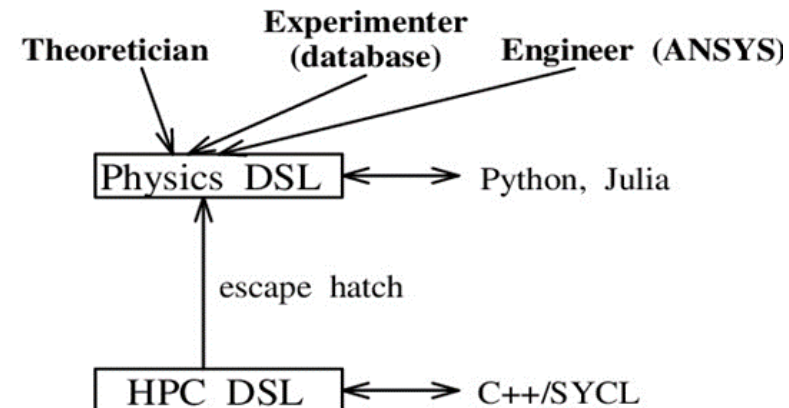 Theoretician
Experimenter
(database)
Engineer (ANSYS)
Physics DSL
Python, Julia
escape hatch
HPC DSL
C++/SYCL